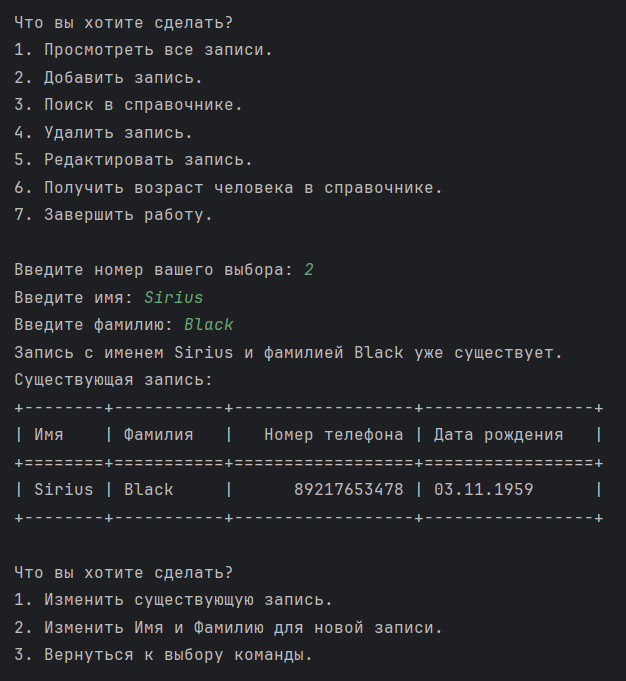 Что вы хотите сделать?
1. Просмотреть все записи.
2. Добавить запись.
3. Поиск в справочнике.
4. Удалить запись.
5. Редактировать запись.
6. Получить возраст человека в справочнике.
7. Завершить работу.
Введите номер вашего выбора: 2
Введите имя: Sirius
Введите фамилию: Black
Запись с именем Sirius и фамилией Black уже существует.
Существующая запись:
+--------+-----------+------------------+-----------------+
| Имя    | Фамилия   |   Номер телефона | Дата рождения   |
+========+===========+==================+=================+
| Sirius | Black     |      89217653478 | 03.11.1959      |
+--------+-----------+------------------+-----------------+
Что вы хотите сделать?
1. Изменить существующую запись.
2. Изменить Имя и Фамилию для новой записи.
3. Вернуться к выбору команды.